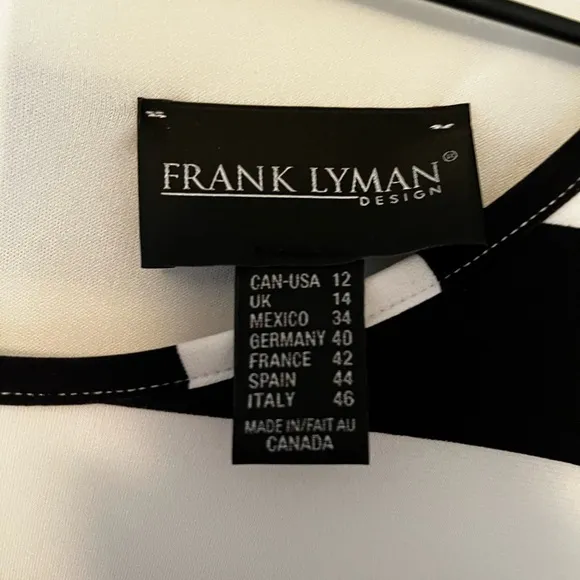 FRANK LYMAN®
DESIGN
CAN-USA 12
UK 14
MEXICO 34
GERMANY 40
FRANCE 42
SPAIN 44
ITALY 46
MADE IN/FAIT AU
CANADA